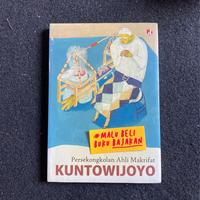 #MALU BELI
BUKU BAJAKAN
Persekongkolan Ahli Makrifat
KUNTOWIJOYO